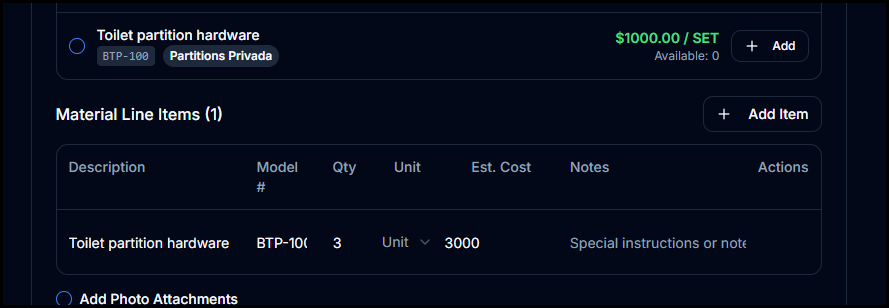 Toilet partition hardware
BTP-100 Partitions Privada
$1000.00 / SET
Available: 0
+ Add
Material Line Items (1)
+ Add Item
Description Model # Qty Unit Est. Cost Notes Actions
Toilet partition hardware BTP-10 3 Unit 3000 Special instructions or note
Add Photo Attachments